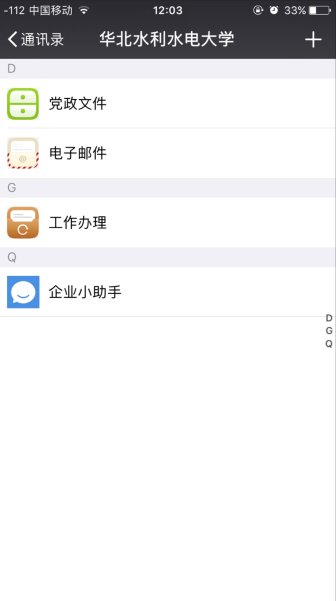 -112 中国移动 12:03 33%
通讯录 华北水利水电大学
D
党政文件
电子邮件
G
工作办理
Q
企业小助手
D
G
Q